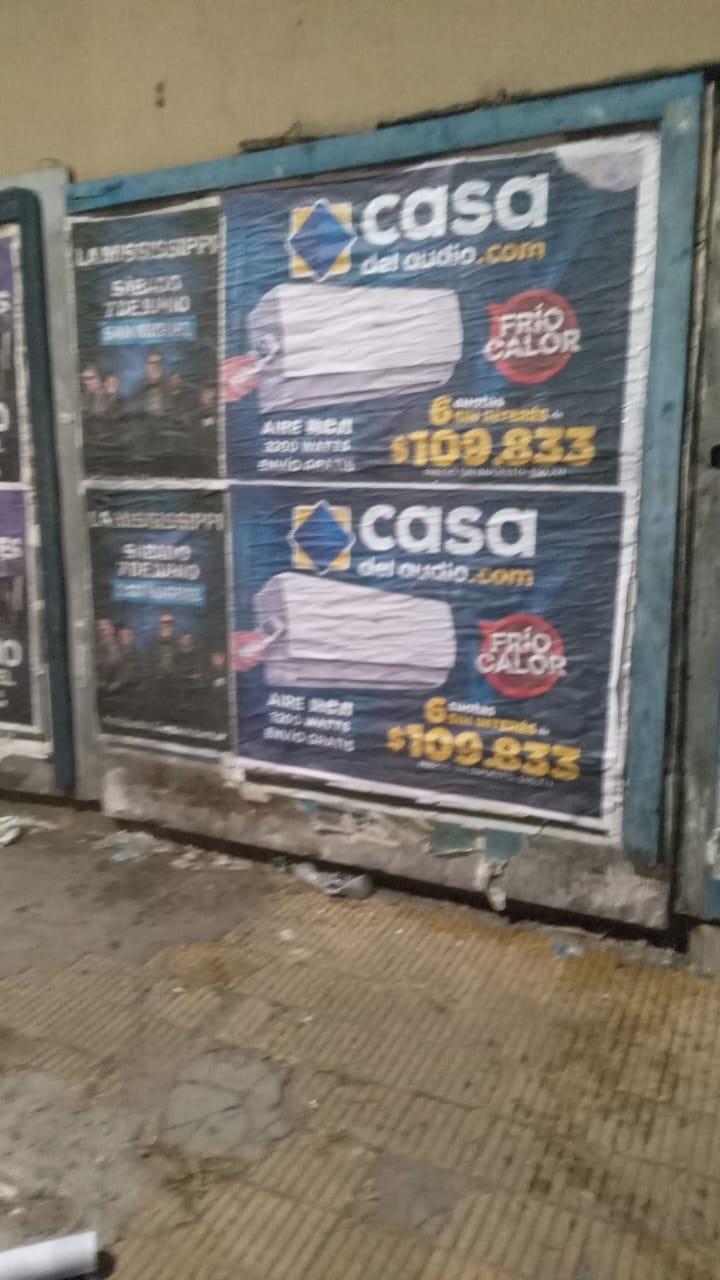 LA MISSISSIPPI
SÁBADO
7 DE JUNIO
casa
del audio.com
FRÍO
CALOR
AIRE RCA
WATTS
ENVÍO GRATIS
6 cuotas
SIN INTERÉS de
$109.833
LA MISSISSIPPI
SÁBADO
7 DE JUNIO
casa
del audio.com
FRÍO
CALOR
AIRE RCA
WATTS
ENVÍO GRATIS
6 cuotas
SIN INTERÉS de
$109.833